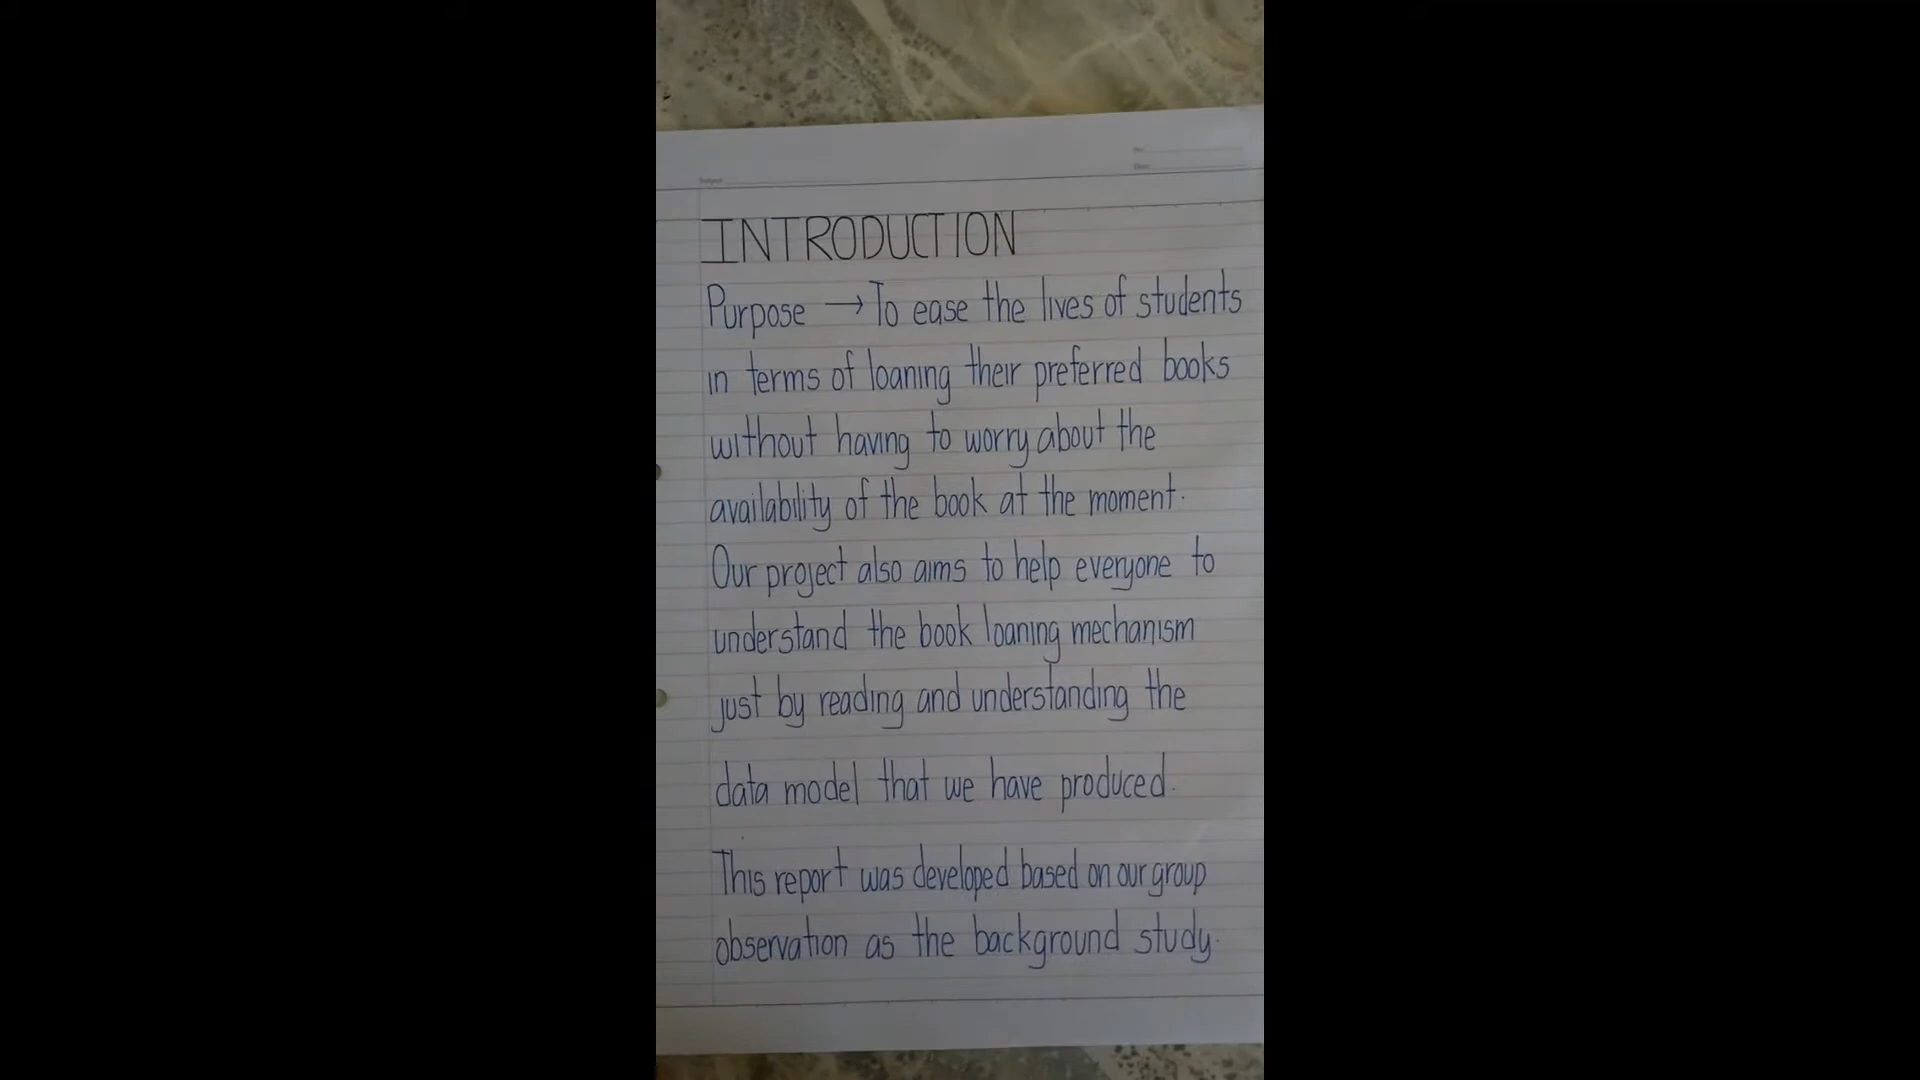 INTRODUCTION
Purpose → To ease the lives of students
in terms of loaning their preferred books
without having to worry about the
availability of the book at the moment.
Our project also aims to help everyone to
understand the book loaning mechanism
just by reading and understanding the
data model that we have produced.
This report was developed based on our group
observation as the background study.